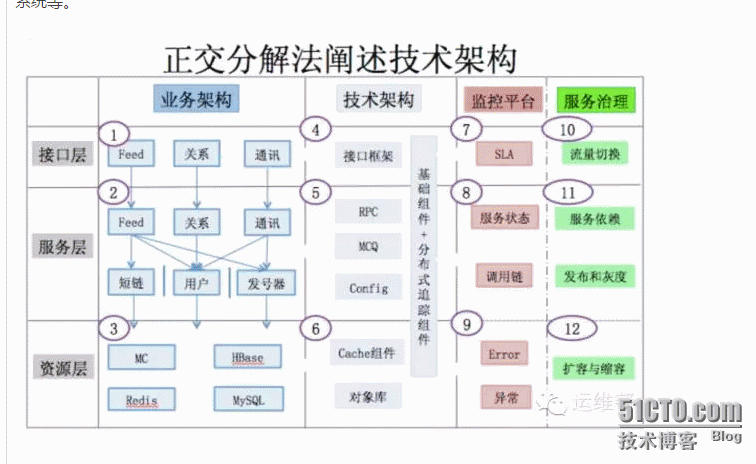 系统等。
正交分解法阐述技术架构
业务架构 技术架构 监控平台 服务治理
1 4 7 10
接口层 Feed 关系 通讯 接口框架 SLA 流量切换
2 5 8 11
服务层 Feed 关系 通讯 RPC 服务状态 服务依赖
MCQ
短链 用户 发号器 Config 调用链 发布和灰度
基础组件+分布式追踪组件
3 6 9 12
资源层 MC HBase Cache组件 Error 扩容与缩容
Redis MySQL 对象库 异常
运维
51CTO.com
技术博客 Blog